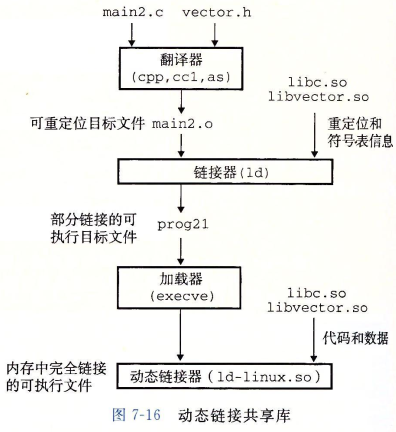 main2.c vector.h
翻译器
(cpp,cc1,as)
libc.so
libvector.so
可重定位目标文件 main2.o
重定位和
符号表信息
链接器(ld)
部分链接的可
执行目标文件
prog21
加载器
(execve)
libc.so
libvector.so
代码和数据
内存中完全链接
的可执行文件
动态链接器(ld-linux.so)
图 7-16 动态链接共享库